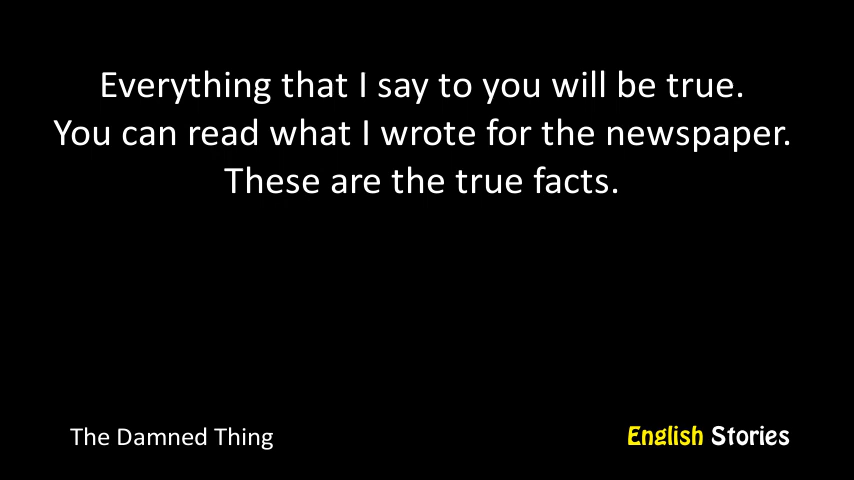 Everything that I say to you will be true.
You can read what I wrote for the newspaper.
These are the true facts.
The Damned Thing
English Stories